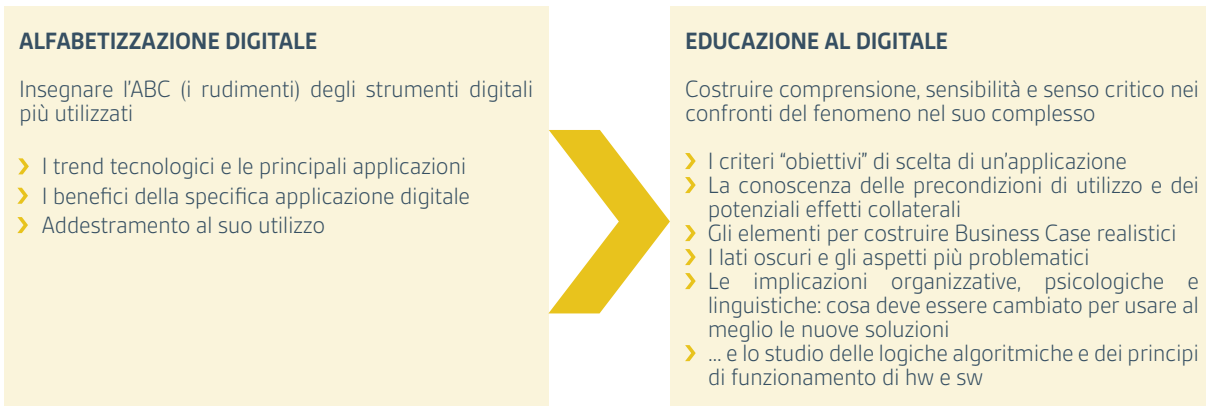 ALFABETIZZAZIONE DIGITALE
Insegnare l'ABC (i rudimenti) degli strumenti digitali
più utilizzati
I trend tecnologici e le principali applicazioni
I benefici della specifica applicazione digitale
Addestramento al suo utilizzo
EDUCAZIONE AL DIGITALE
Costruire comprensione, sensibilità e senso critico nei
confronti del fenomeno nel suo complesso
I criteri “obiettivi” di scelta di un'applicazione
La conoscenza delle precondizioni di utilizzo e dei
potenziali effetti collaterali
Gli elementi per costruire Business Case realistici
I lati oscuri e gli aspetti più problematici
Le implicazioni organizzative, psicologiche e
linguistiche: cosa deve essere cambiato per usare al
meglio le nuove soluzioni
... e lo studio delle logiche algoritmiche e dei principi
di funzionamento di hw e sw